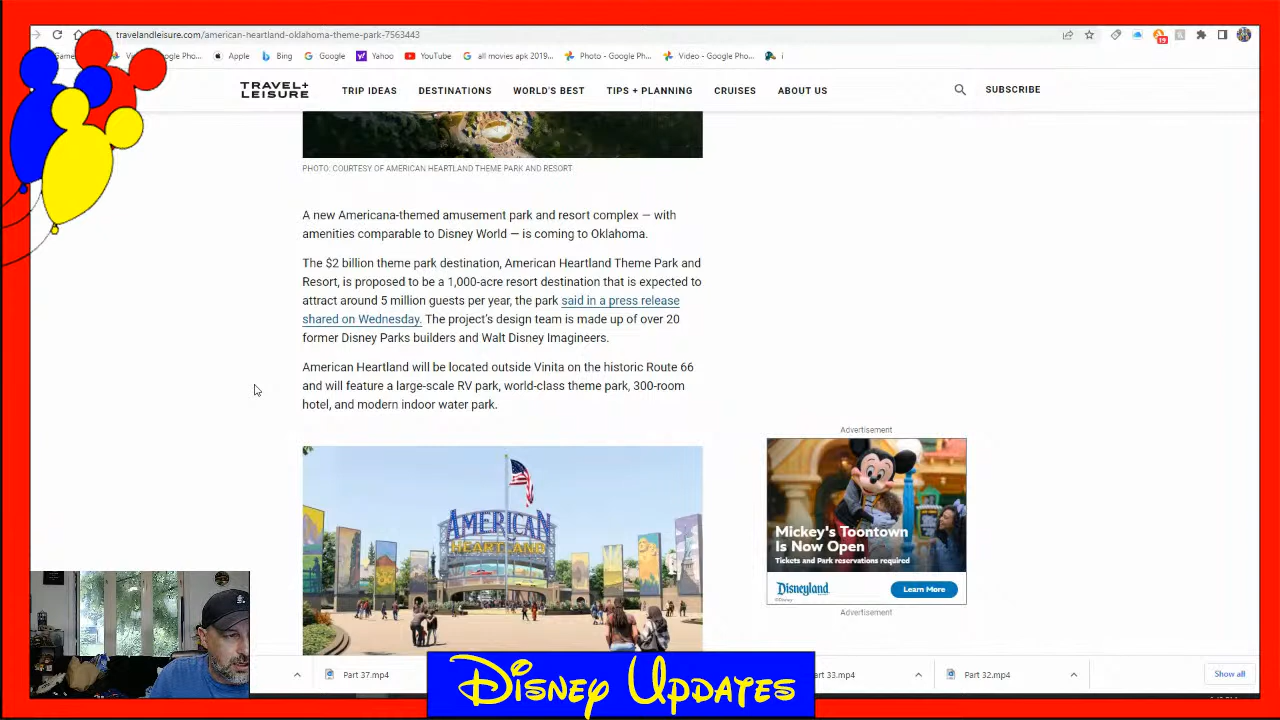 travelandleisure.com/american-heartland-oklahoma-theme-park-7563443
19
Apple
Bing
Google
Yahoo
YouTube
all movies apk 2019...
Photo - Google Ph...
Video - Google Pho...
TRAVEL+
LEISURE
TRIP IDEAS
DESTINATIONS
WORLD'S BEST
TIPS + PLANNING
CRUISES
ABOUT US
SUBSCRIBE
PHOTO: COURTESY OF AMERICAN HEARTLAND THEME PARK AND RESORT
A new Americana-themed amusement park and resort complex — with
amenities comparable to Disney World — is coming to Oklahoma.
The $2 billion theme park destination, American Heartland Theme Park and
Resort, is proposed to be a 1,000-acre resort destination that is expected to
attract around 5 million guests per year, the park said in a press release
shared on Wednesday. The project's design team is made up of over 20
former Disney Parks builders and Walt Disney Imagineers.
American Heartland will be located outside Vinita on the historic Route 66
and will feature a large-scale RV park, world-class theme park, 300-room
hotel, and modern indoor water park.
AMERICAN
HEARTLAND
Advertisement
Mickey's Toontown
Is Now Open
Tickets and Park reservations required
Disneyland
©Disney
Learn More
Advertisement
Part 37.mp4
33.mp4
Part 32.mp4
Show all
DISNEY UPDATES